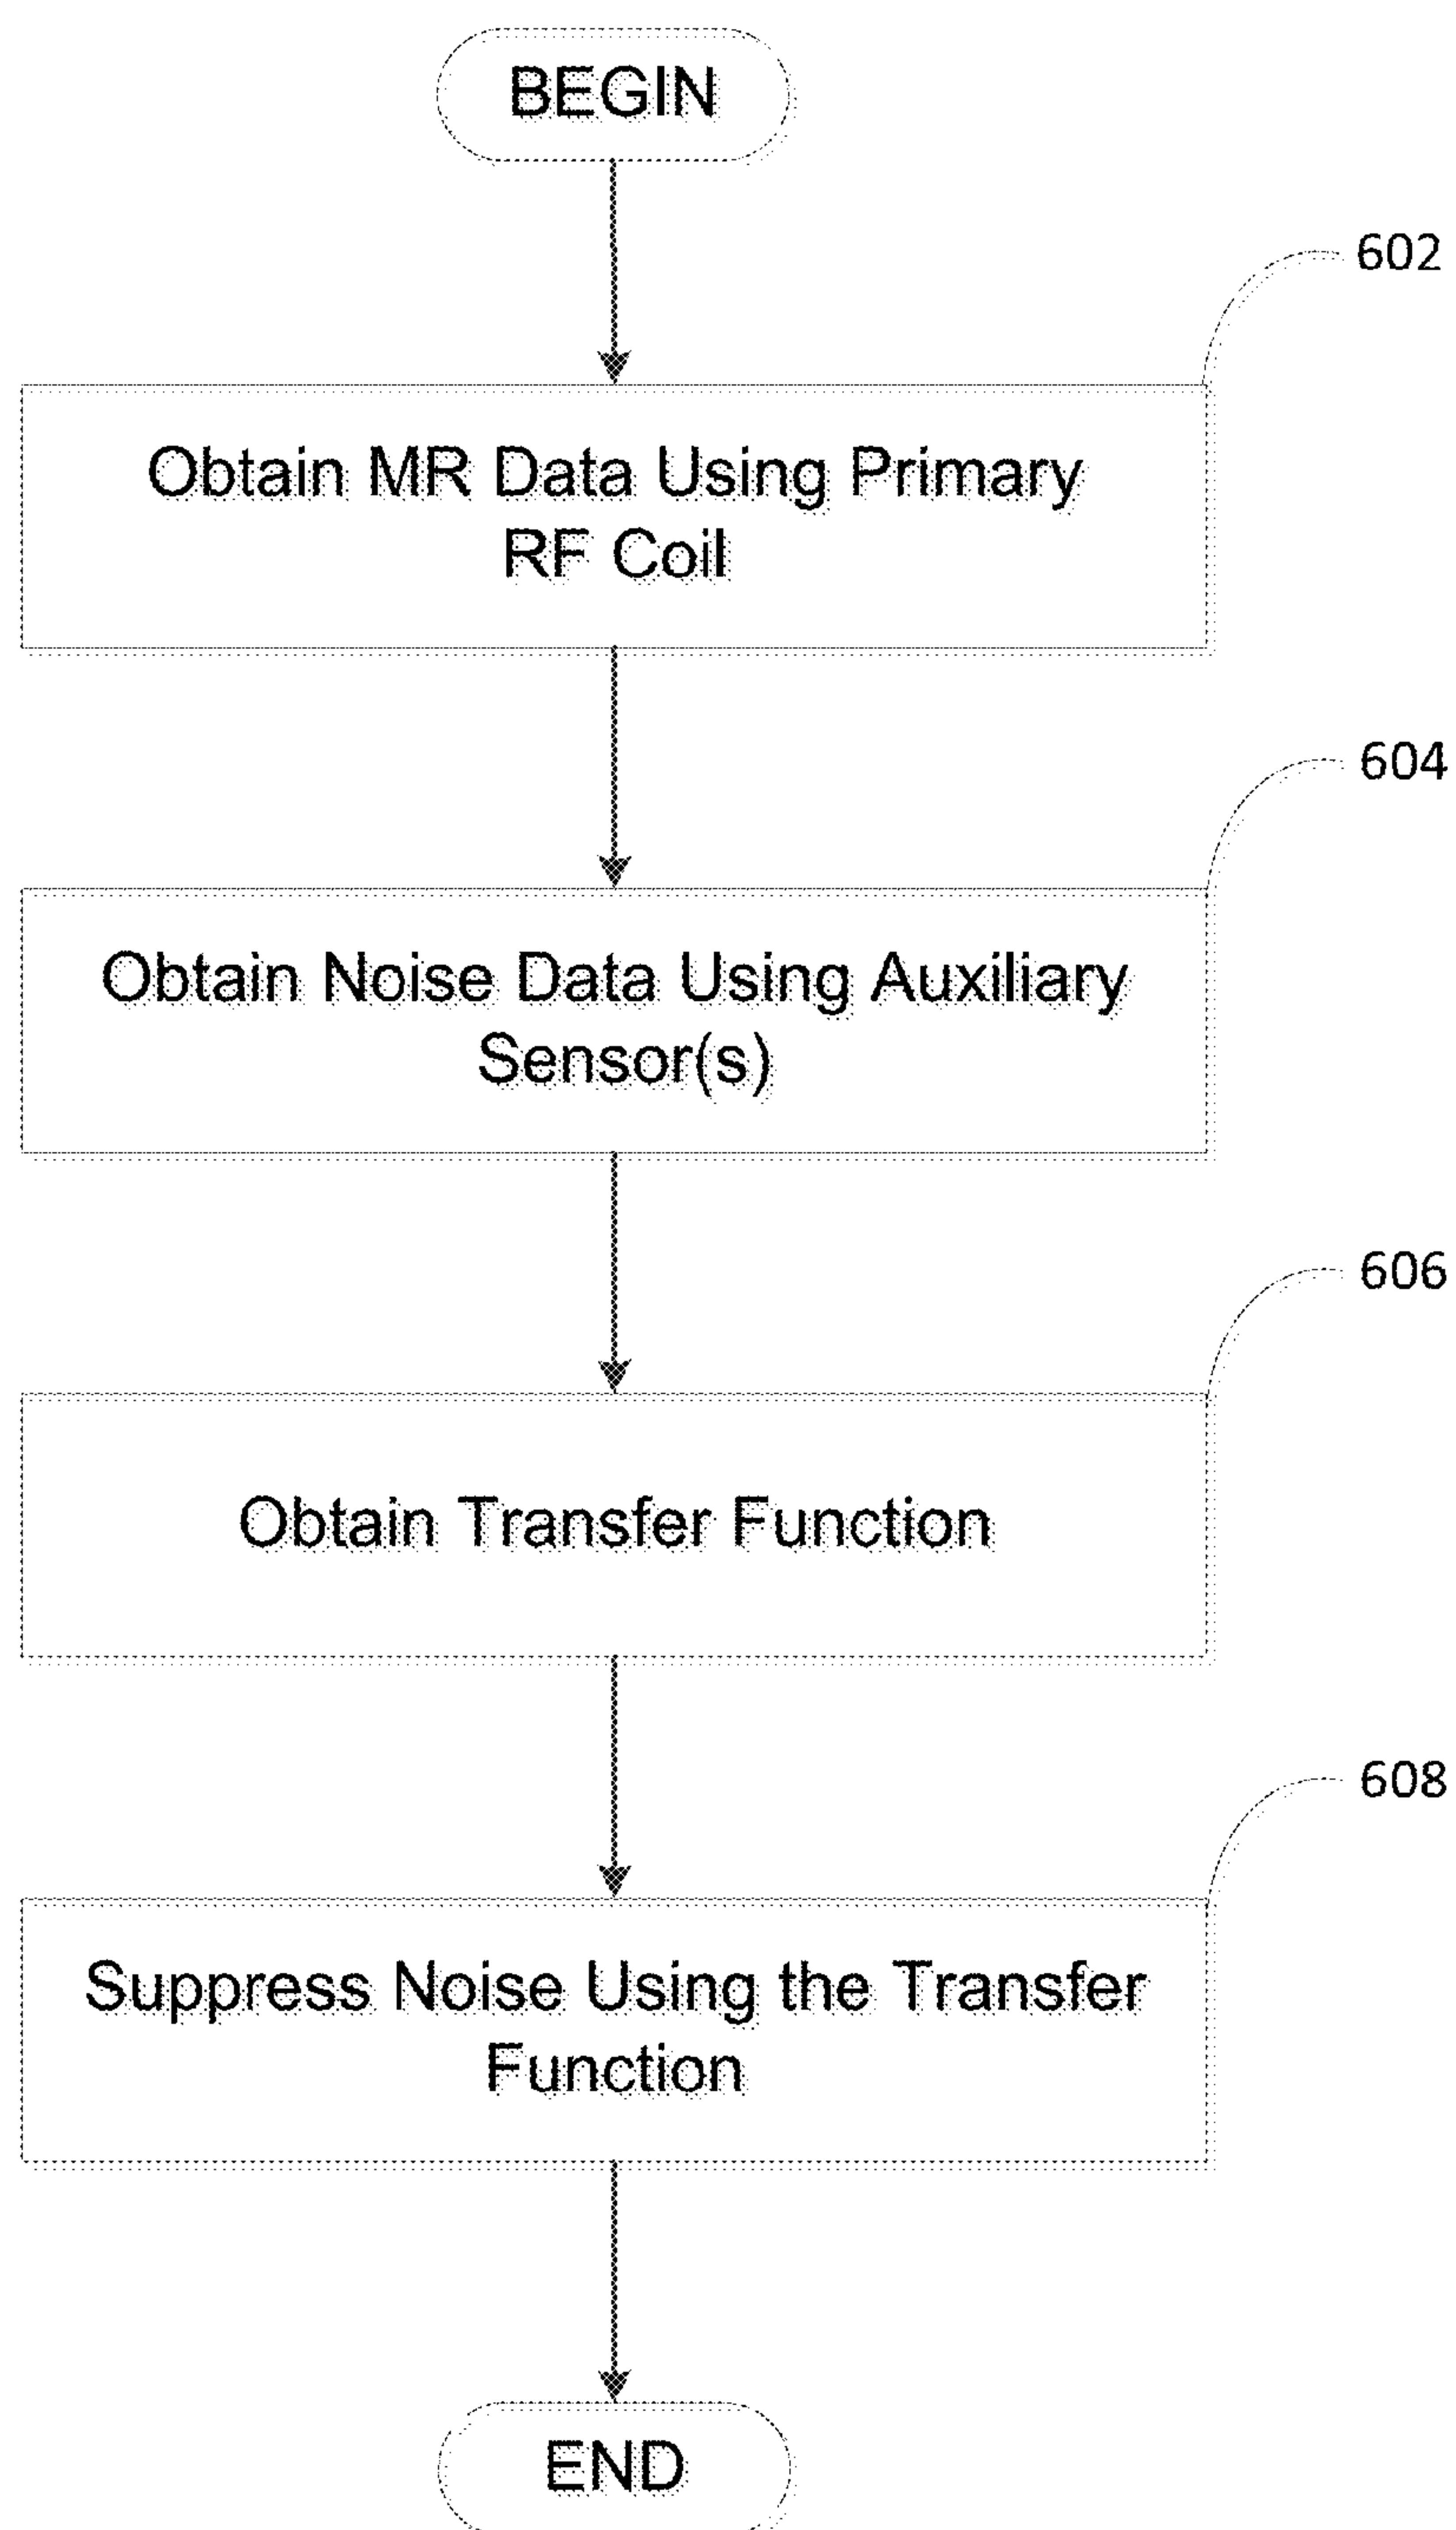 BEGIN
602
Obtain MR Data Using Primary
RF Coil
604
Obtain Noise Data Using Auxiliary
Sensor(s)
606
Obtain Transfer Function
608
Suppress Noise Using the Transfer
Function
END